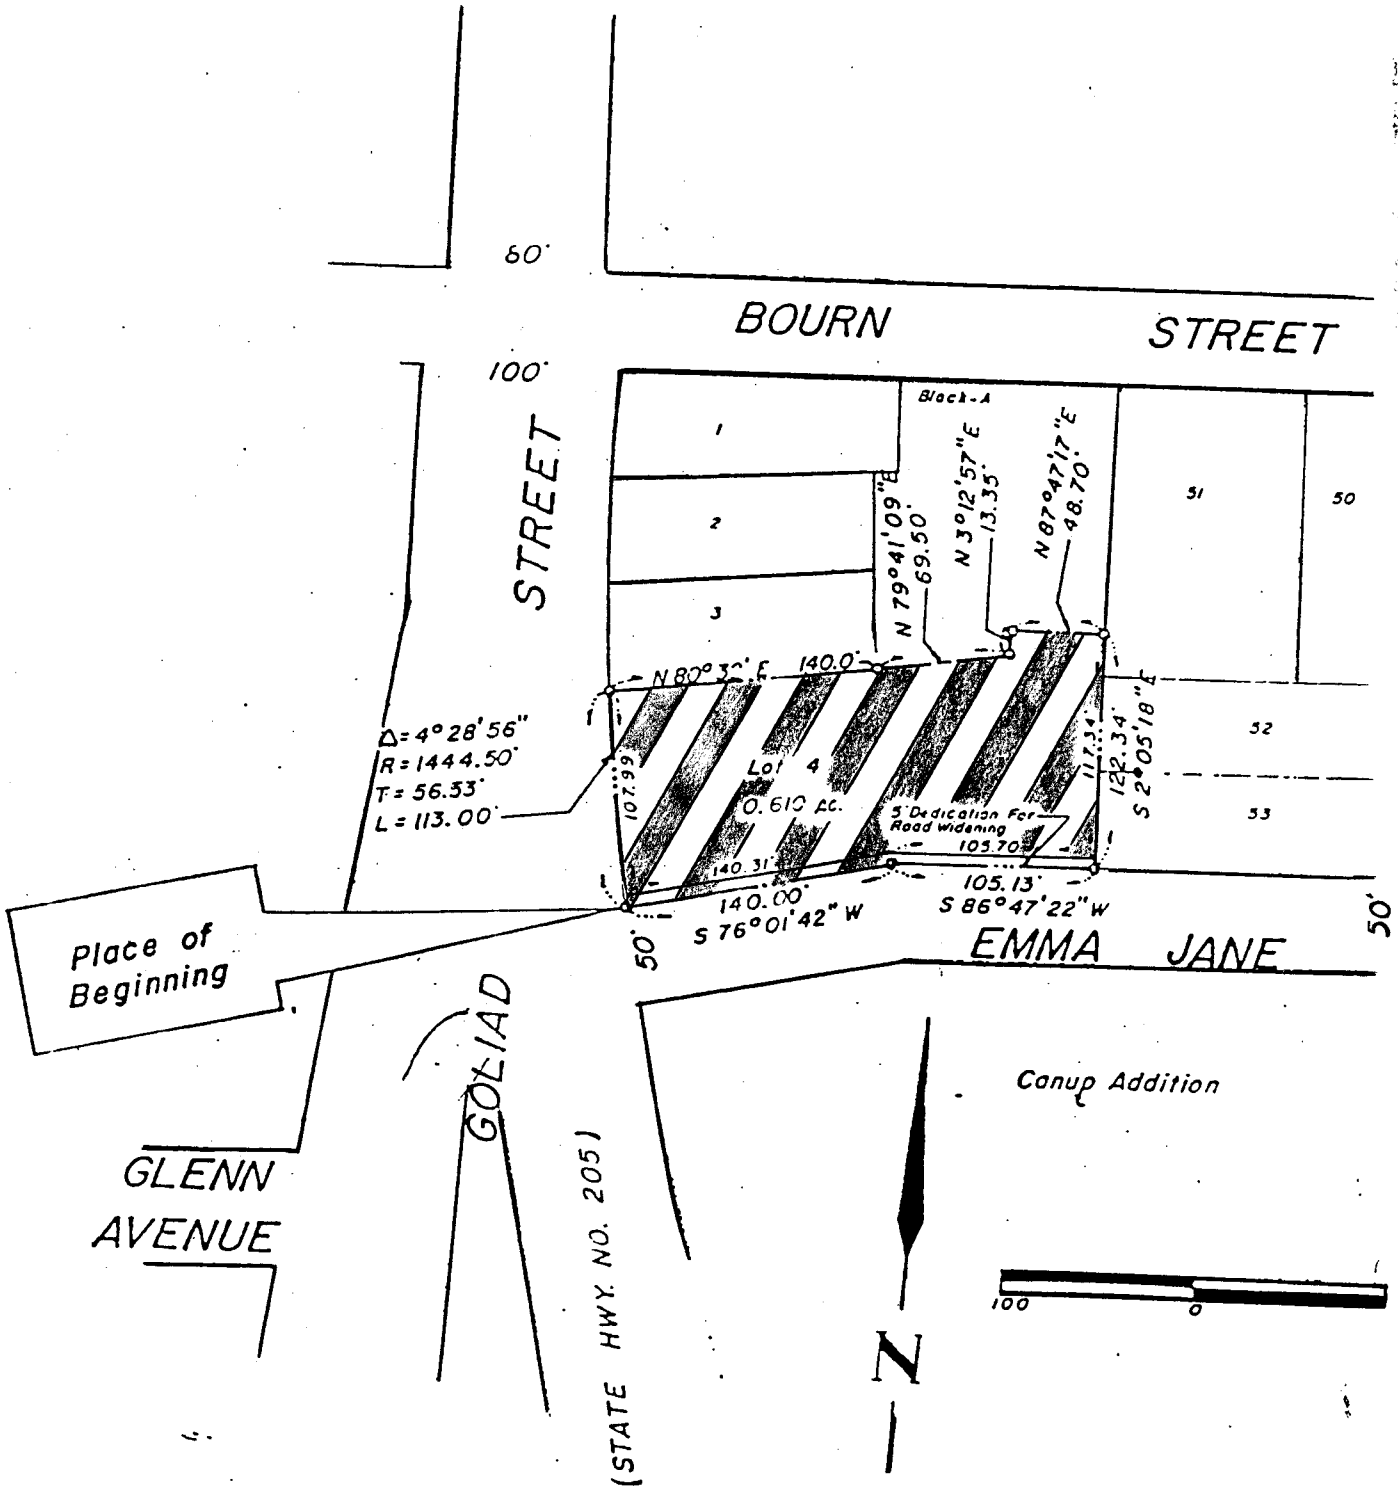 60'
BOURN STREET
100'
STREET
Block-A
1
2
3
51
50
52
53
N 79°41'09"E
69.50'
N 3°12'57"E
13.35'
N 87°47'17"E
48.70'
N 80°30' E 140.0'
Δ= 4°28'56"
R= 1444.50'
T= 56.53'
L= 113.00'
107.99
Lot 4
0.610 Ac.
5' Dedication For
Road Widening
105.70
117.34'
122.34'
S 2°05'18"E
140.31'
140.00'
S 76°01'42" W
105.13'
S 86°47'22" W
Place of
Beginning
50'
EMMA JANE
50'
GOLIAD
(STATE HWY. NO. 205)
Canup Addition
GLENN
AVENUE
100 0
N